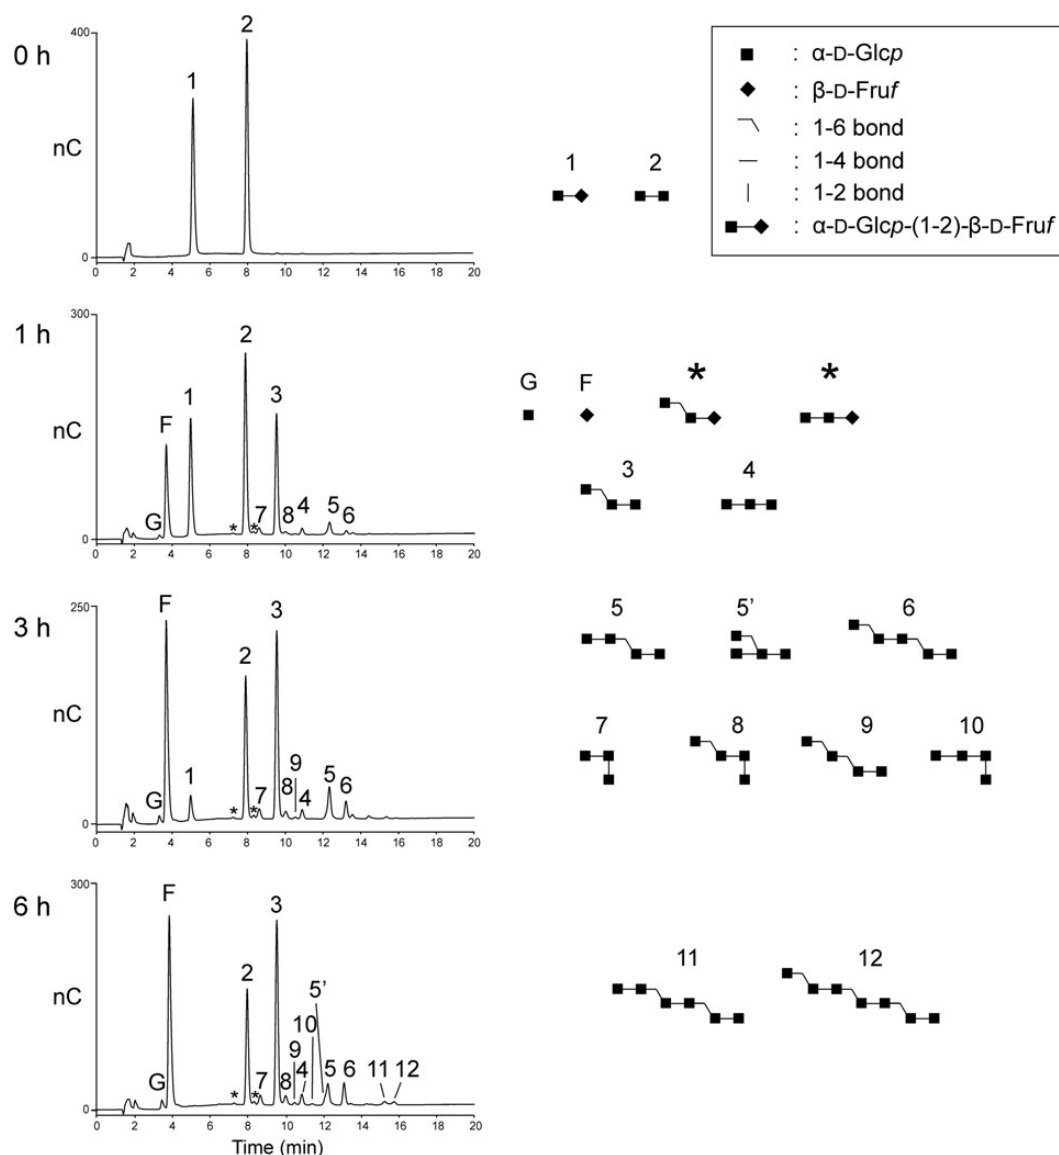 0 h
400
nC
0
1
2
0 2 4 6 8 10 12 14 16 18 20
1 2
: α-D-Glcp
: β-D-Fruf
: 1-6 bond
: 1-4 bond
: 1-2 bond
: α-D-Glcp-(1-2)-β-D-Fruf
1 h
300
nC
0
G F 1 * 2 * 7 3 8 4 5 6
0 2 4 6 8 10 12 14 16 18 20
G F * *
3 4
3 h
250
nC
0
G F 1 * 2 * 7 3 8 9 4 5 6
0 2 4 6 8 10 12 14 16 18 20
5 5’ 6
7 8 9 10
6 h
300
nC
0
G F * 2 * 7 3 8 9 4 10 5’ 5 6 11 12
0 2 4 6 8 10 12 14 16 18 20
Time (min)
11 12